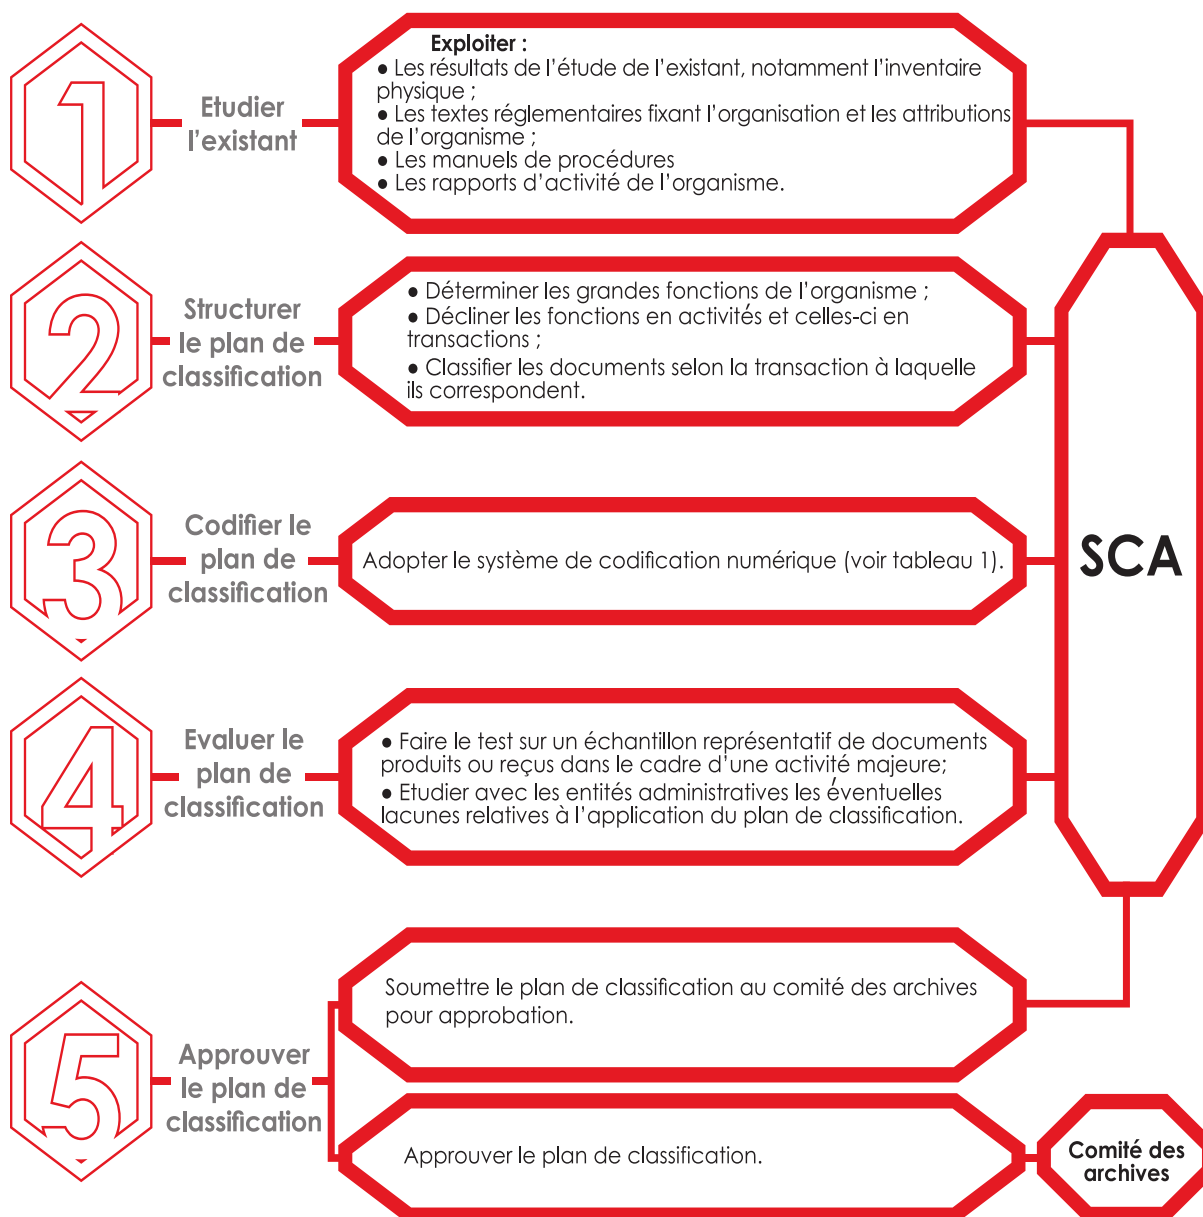 1
Etudier
l'existant
Exploiter :
● Les résultats de l'étude de l'existant, notamment l'inventaire
physique ;
● Les textes réglementaires fixant l'organisation et les attributions
de l'organisme ;
● Les manuels de procédures
● Les rapports d'activité de l'organisme.
2
Structurer
le plan de
classification
● Déterminer les grandes fonctions de l'organisme ;
● Décliner les fonctions en activités et celles-ci en
transactions ;
● Classifier les documents selon la transaction à laquelle
ils correspondent.
3
Codifier le
plan de
classification
Adopter le système de codification numérique (voir tableau 1).
SCA
4
Evaluer le
plan de
classification
● Faire le test sur un échantillon représentatif de documents
produits ou reçus dans le cadre d'une activité majeure;
● Etudier avec les entités administratives les éventuelles
lacunes relatives à l'application du plan de classification.
5
Approuver
le plan de
classification
Soumettre le plan de classification au comité des archives
pour approbation.
Approuver le plan de classification.
Comité des
archives